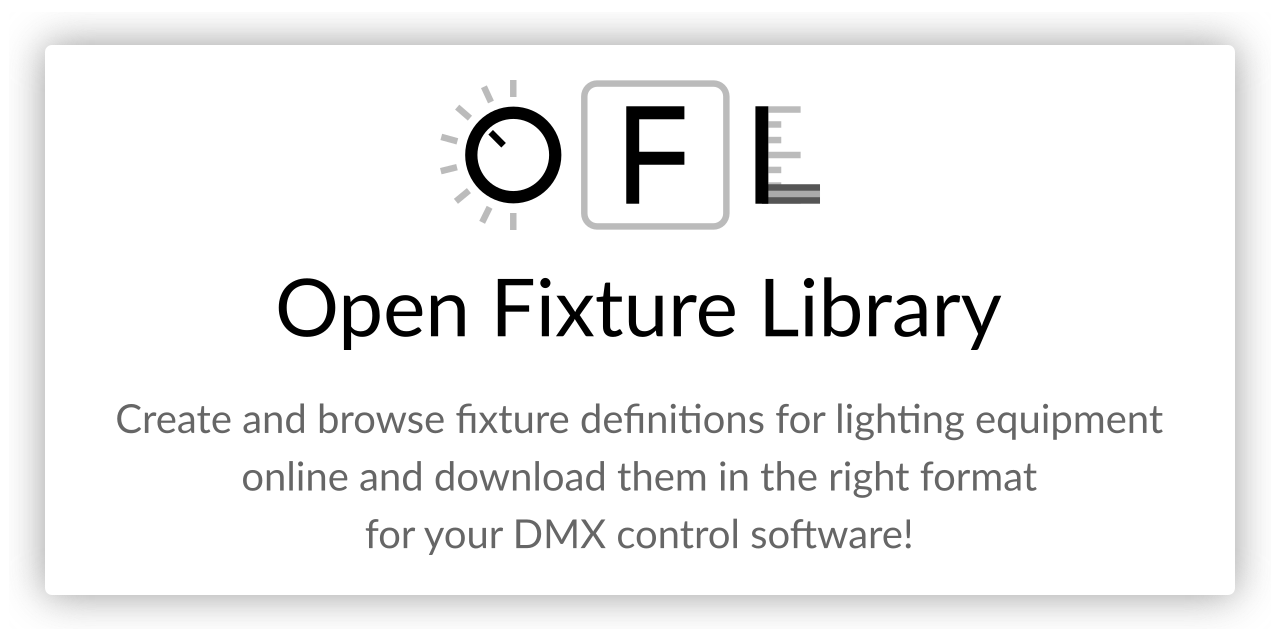 OFL
Open Fixture Library
Create and browse fixture definitions for lighting equipment
online and download them in the right format
for your DMX control software!